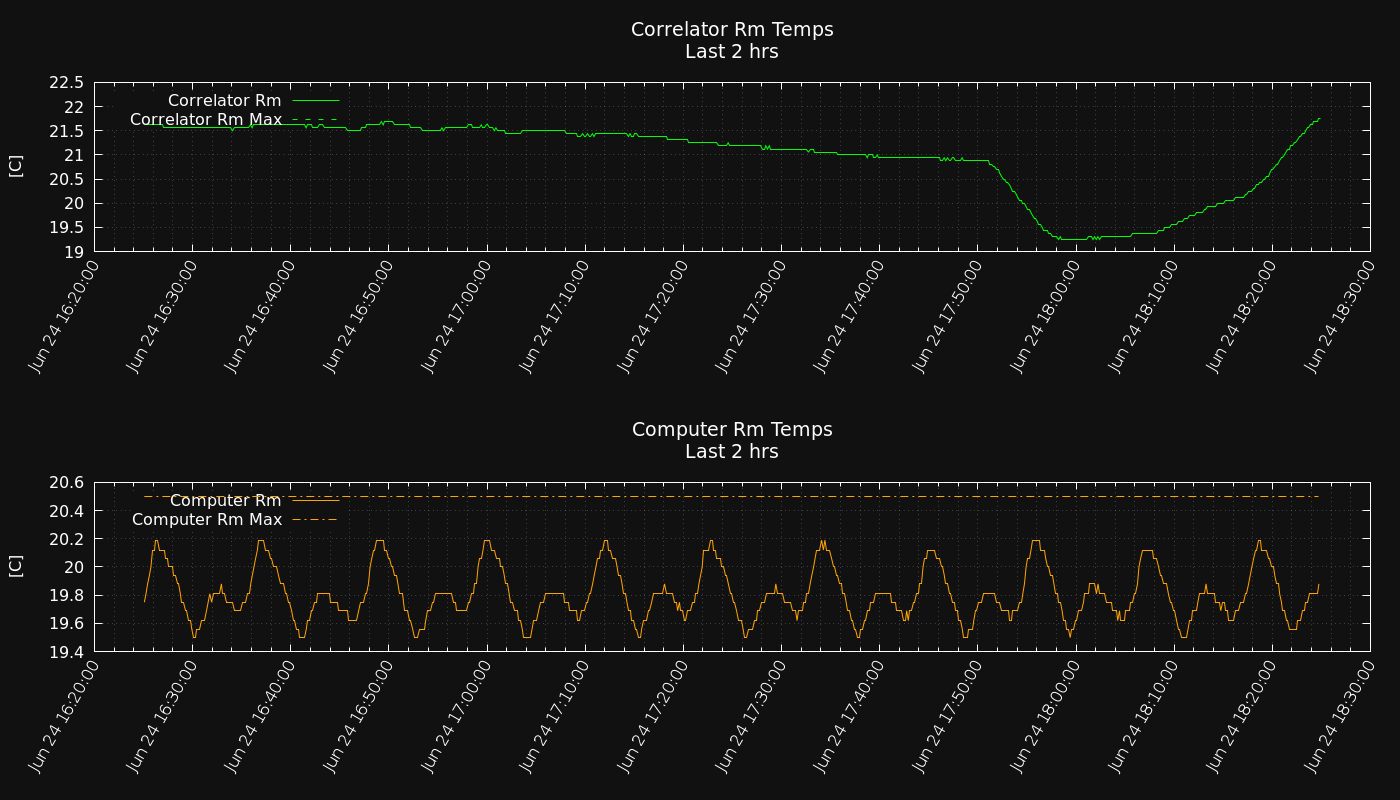 Correlator Rm Temps
Last 2 hrs
22.5
22
21.5
21
20.5
20
19.5
19
[C]
Correlator Rm
Correlator Rm Max
Jun 24 16:20:00
Jun 24 16:30:00
Jun 24 16:40:00
Jun 24 16:50:00
Jun 24 17:00:00
Jun 24 17:10:00
Jun 24 17:20:00
Jun 24 17:30:00
Jun 24 17:40:00
Jun 24 17:50:00
Jun 24 18:00:00
Jun 24 18:10:00
Jun 24 18:20:00
Jun 24 18:30:00
Computer Rm Temps
Last 2 hrs
20.6
20.4
20.2
20
19.8
19.6
19.4
[C]
Computer Rm
Computer Rm Max
Jun 24 16:20:00
Jun 24 16:30:00
Jun 24 16:40:00
Jun 24 16:50:00
Jun 24 17:00:00
Jun 24 17:10:00
Jun 24 17:20:00
Jun 24 17:30:00
Jun 24 17:40:00
Jun 24 17:50:00
Jun 24 18:00:00
Jun 24 18:10:00
Jun 24 18:20:00
Jun 24 18:30:00